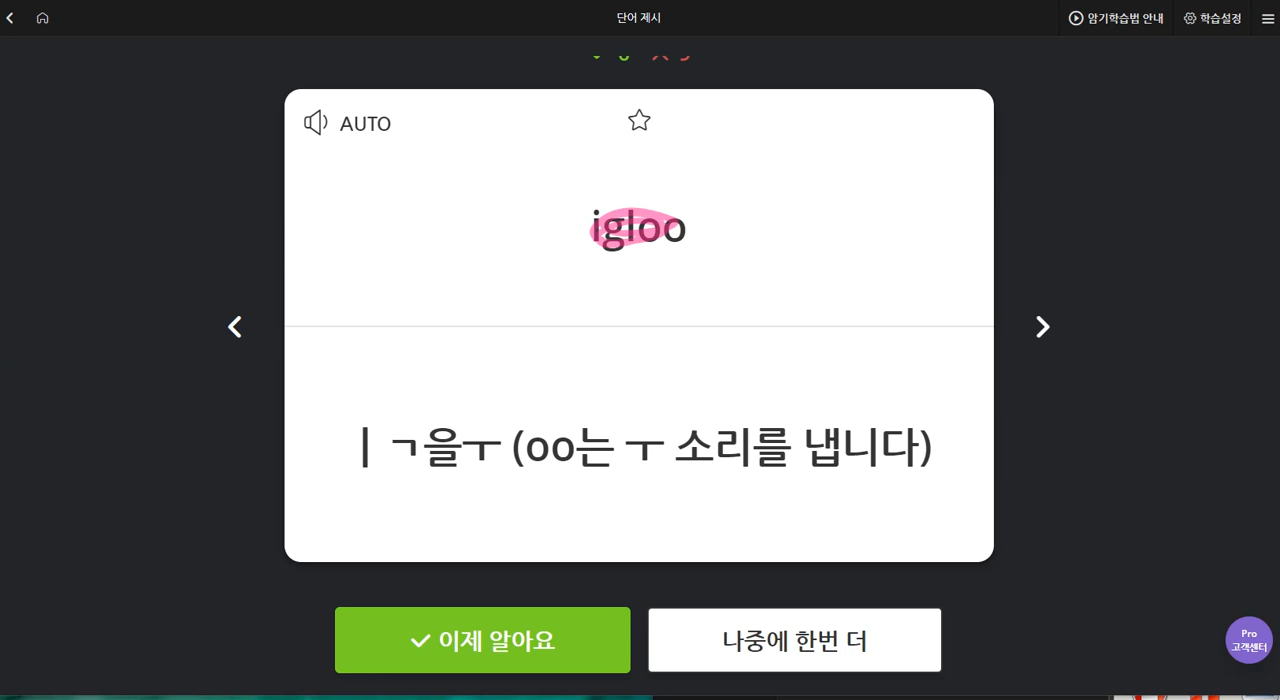 단어 제시
암기학습법 안내
학습설정
AUTO
igloo
ㅣ ㄱ을ㅜ (oo는 ㅜ 소리를 냅니다)
이제 알아요
나중에 한번 더
Pro
고객센터